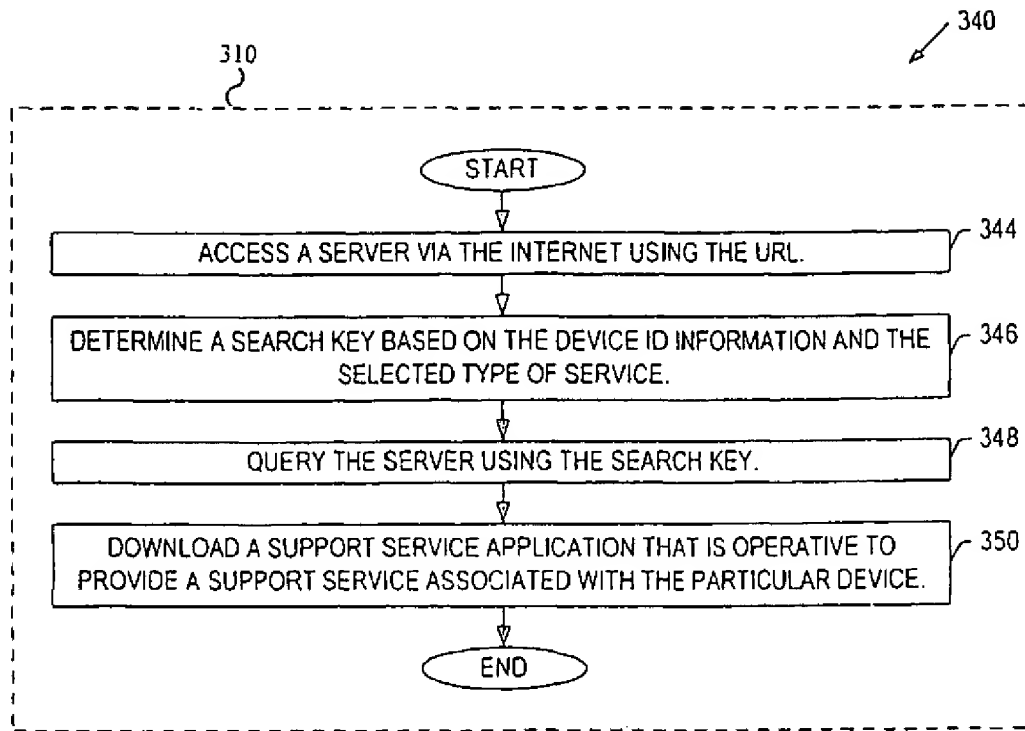 340
310
START
ACCESS A SERVER VIA THE INTERNET USING THE URL.
344
DETERMINE A SEARCH KEY BASED ON THE DEVICE ID INFORMATION AND THE
SELECTED TYPE OF SERVICE.
346
QUERY THE SERVER USING THE SEARCH KEY.
348
DOWNLOAD A SUPPORT SERVICE APPLICATION THAT IS OPERATIVE TO
PROVIDE A SUPPORT SERVICE ASSOCIATED WITH THE PARTICULAR DEVICE.
350
END